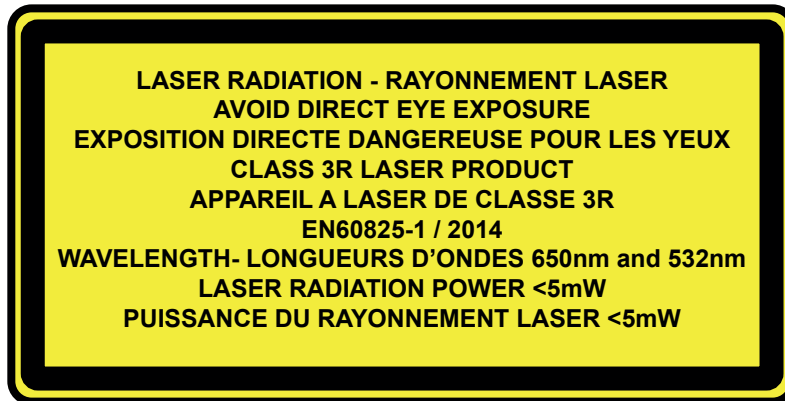 LASER RADIATION - RAYONNEMENT LASER
AVOID DIRECT EYE EXPOSURE
EXPOSITION DIRECTE DANGEREUSE POUR LES YEUX
CLASS 3R LASER PRODUCT
APPAREIL A LASER DE CLASSE 3R
EN60825-1 / 2014
WAVELENGTH- LONGUEURS D'ONDES 650nm and 532nm
LASER RADIATION POWER <5mW
PUISSANCE DU RAYONNEMENT LASER <5mW